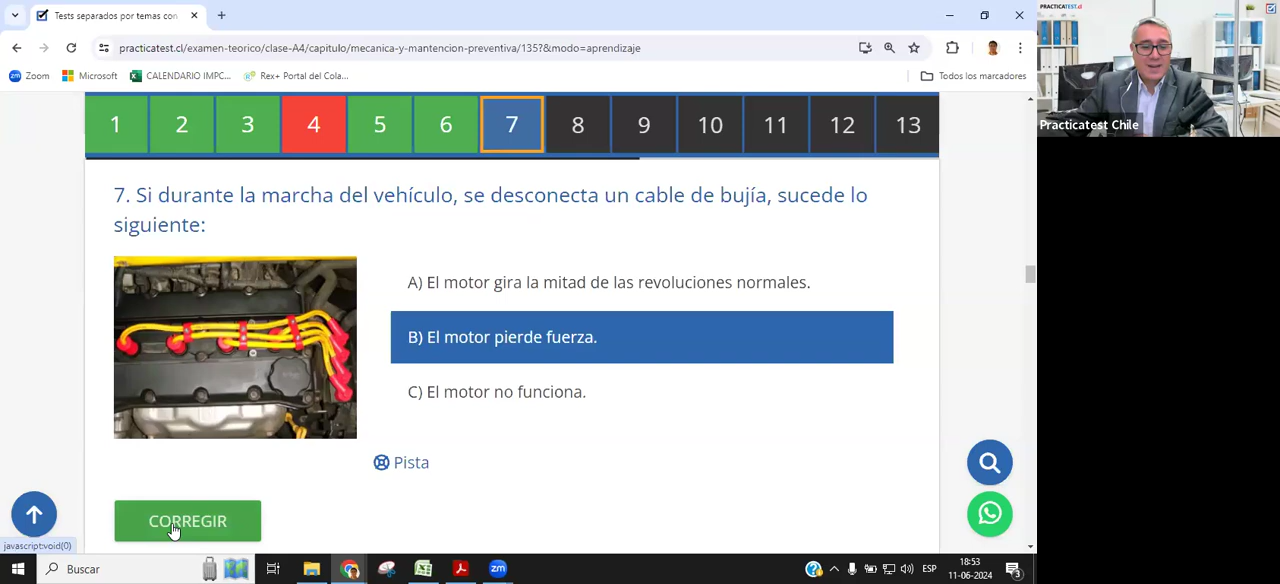 Tests separados por temas con
practicatest.cl/examen-teorico/clase-A4/capitulo/mecanica-y-mantencion-preventiva/135?&modo=aprendizaje
Zoom
Microsoft
CALENDARIO IMPC...
Rex+ Portal del Cola...
Todos los marcadores
PRACTICATEST.cl
Practicatest Chile
1 2 3 4 5 6 7 8 9 10 11 12 13
7. Si durante la marcha del vehículo, se desconecta un cable de bujía, sucede lo
siguiente:
A) El motor gira la mitad de las revoluciones normales.
B) El motor pierde fuerza.
C) El motor no funciona.
Pista
CORREGIR
javascript:void(0)
Buscar
ESP
18:53
11-06-2024
3